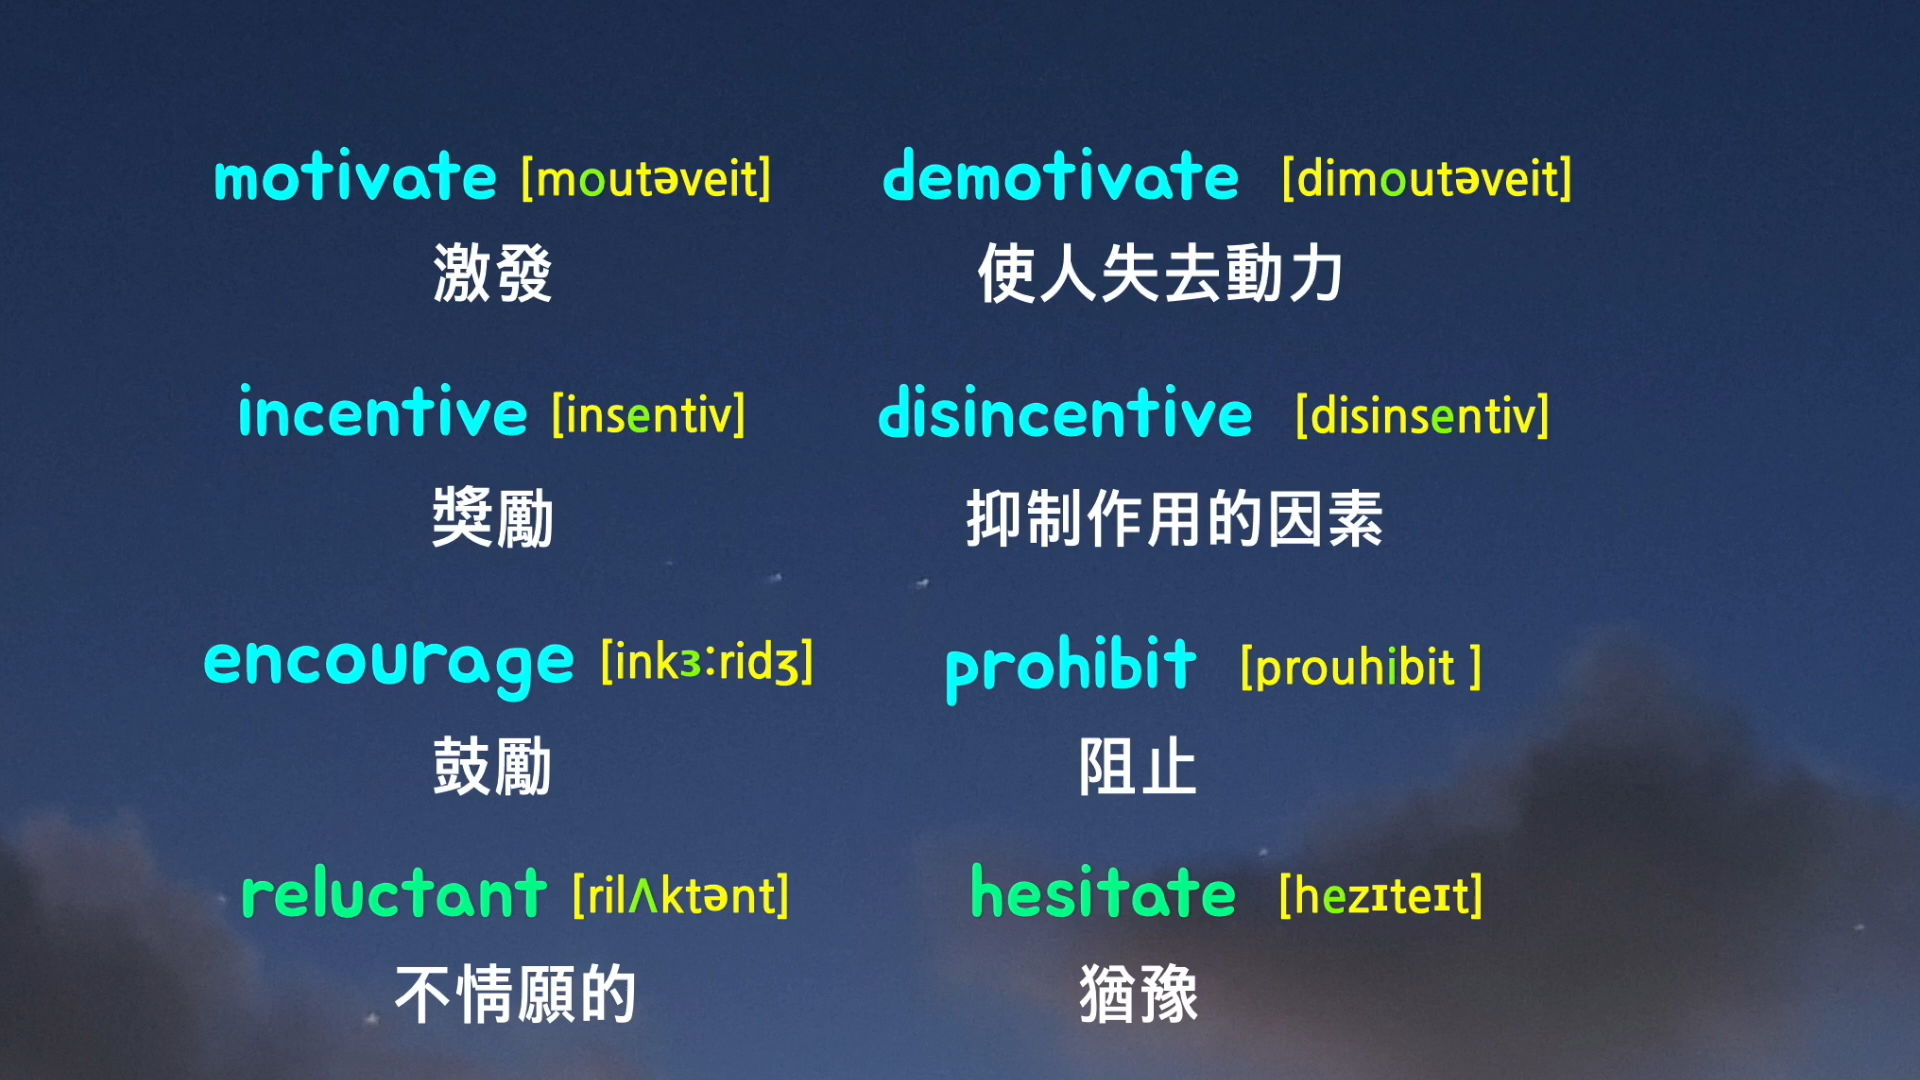 motivate [moutəveit] demotivate [dimoutəveit]
激發 使人失去動力
incentive [insentiv] disincentive [disinsentiv]
獎勵 抑制作用的因素
encourage [inkɜ:ridʒ] prohibit [prouhibit ]
鼓勵 阻止
reluctant [rilɅktənt] hesitate [hezɪteɪt]
不情願的 猶豫